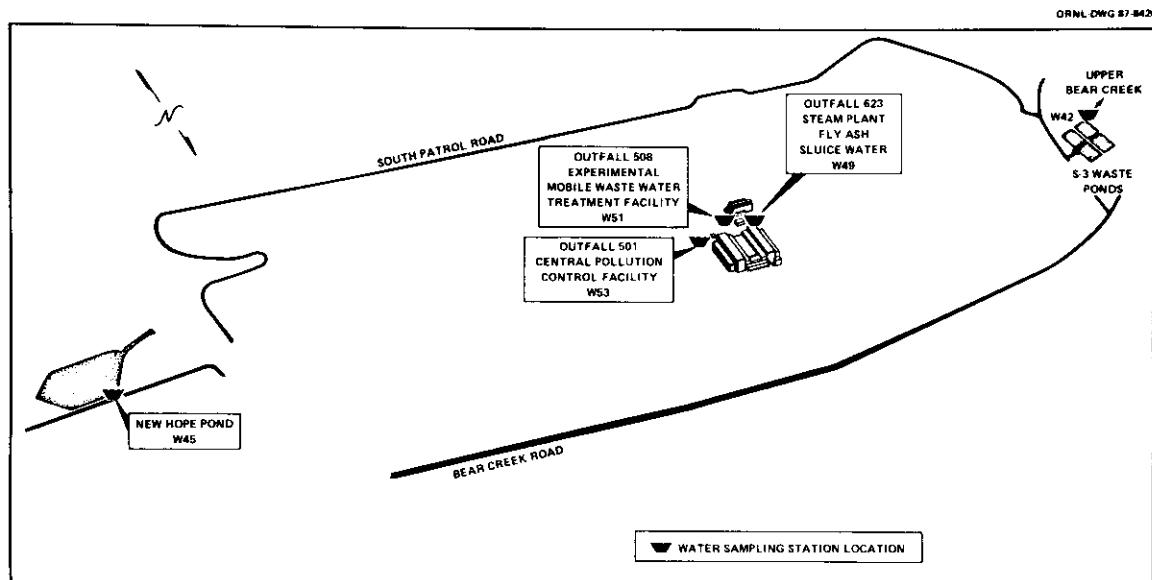 ORNL-DWG 87-8426
N
SOUTH PATROL ROAD
OUTFALL 623
STEAM PLANT
FLY ASH
SLUICE WATER
W49
UPPER
BEAR CREEK
W42
S-3 WASTE
PONDS
OUTFALL 508
EXPERIMENTAL
MOBILE WASTE WATER
TREATMENT FACILITY
W51
OUTFALL 501
CENTRAL POLLUTION
CONTROL FACILITY
W53
NEW HOPE POND
W45
BEAR CREEK ROAD
WATER SAMPLING STATION LOCATION